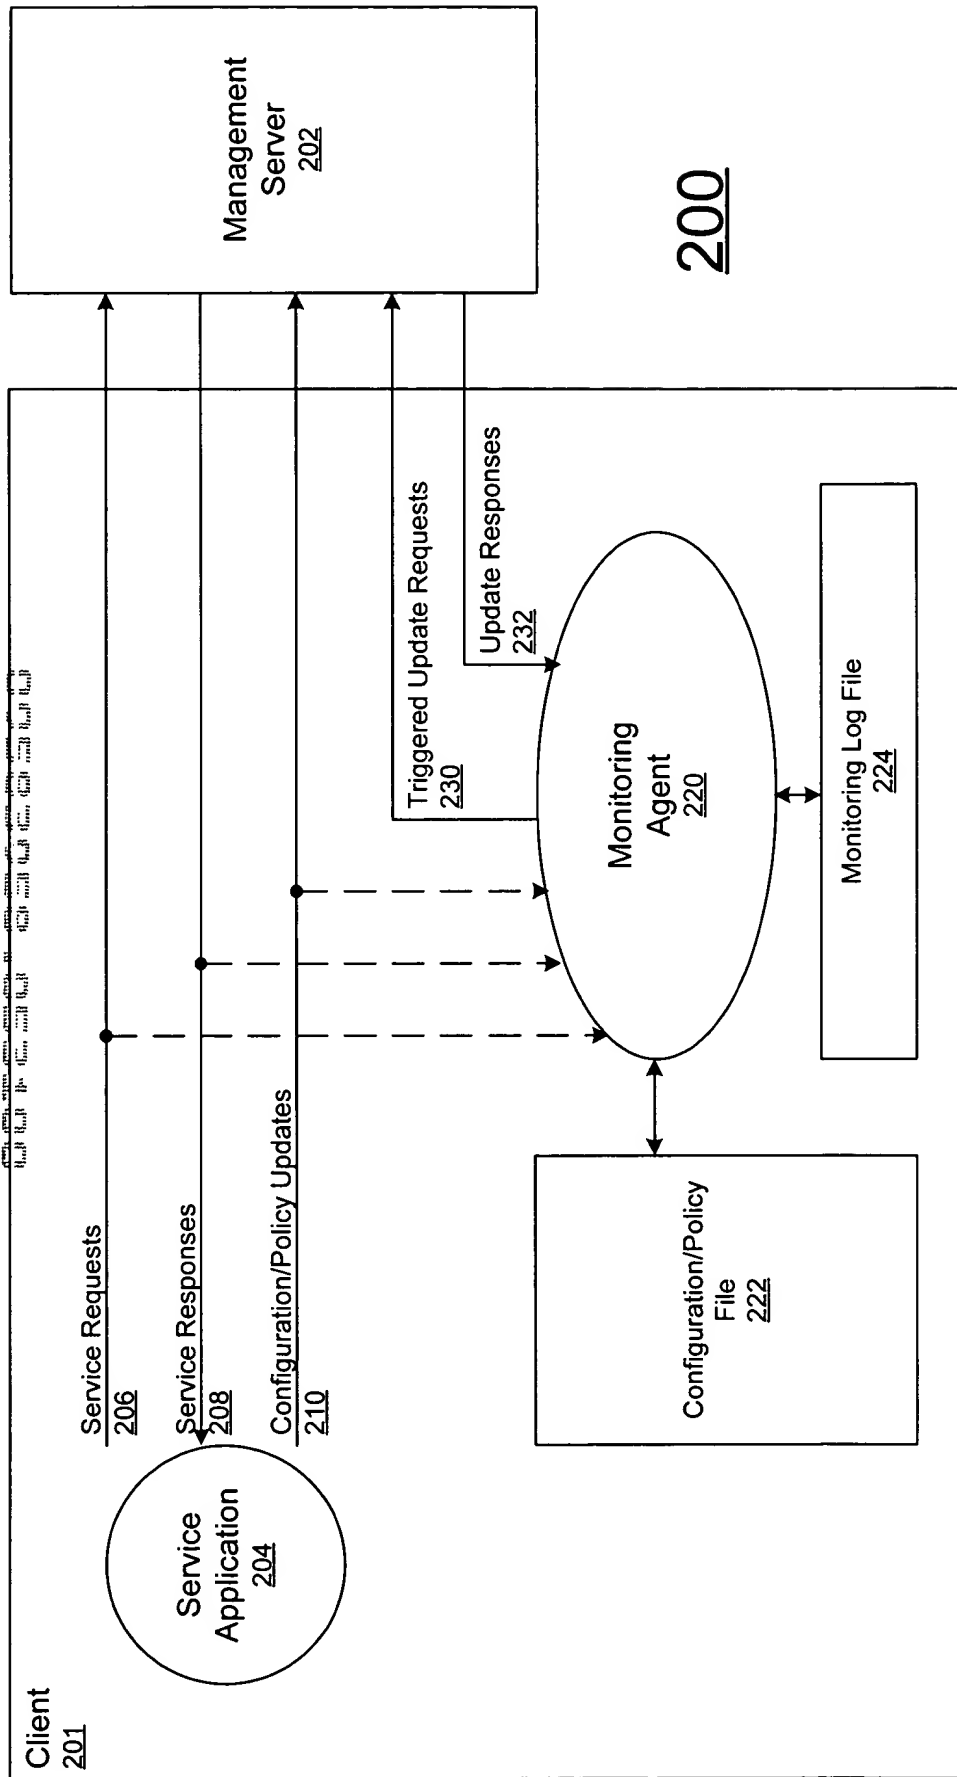 Client
201
Service
Application
204
Service Requests
206
Service Responses
208
Configuration/Policy Updates
210
Management
Server
202
Triggered Update Requests
230
Update Responses
232
Monitoring
Agent
220
Configuration/Policy
File
222
Monitoring Log File
224
200